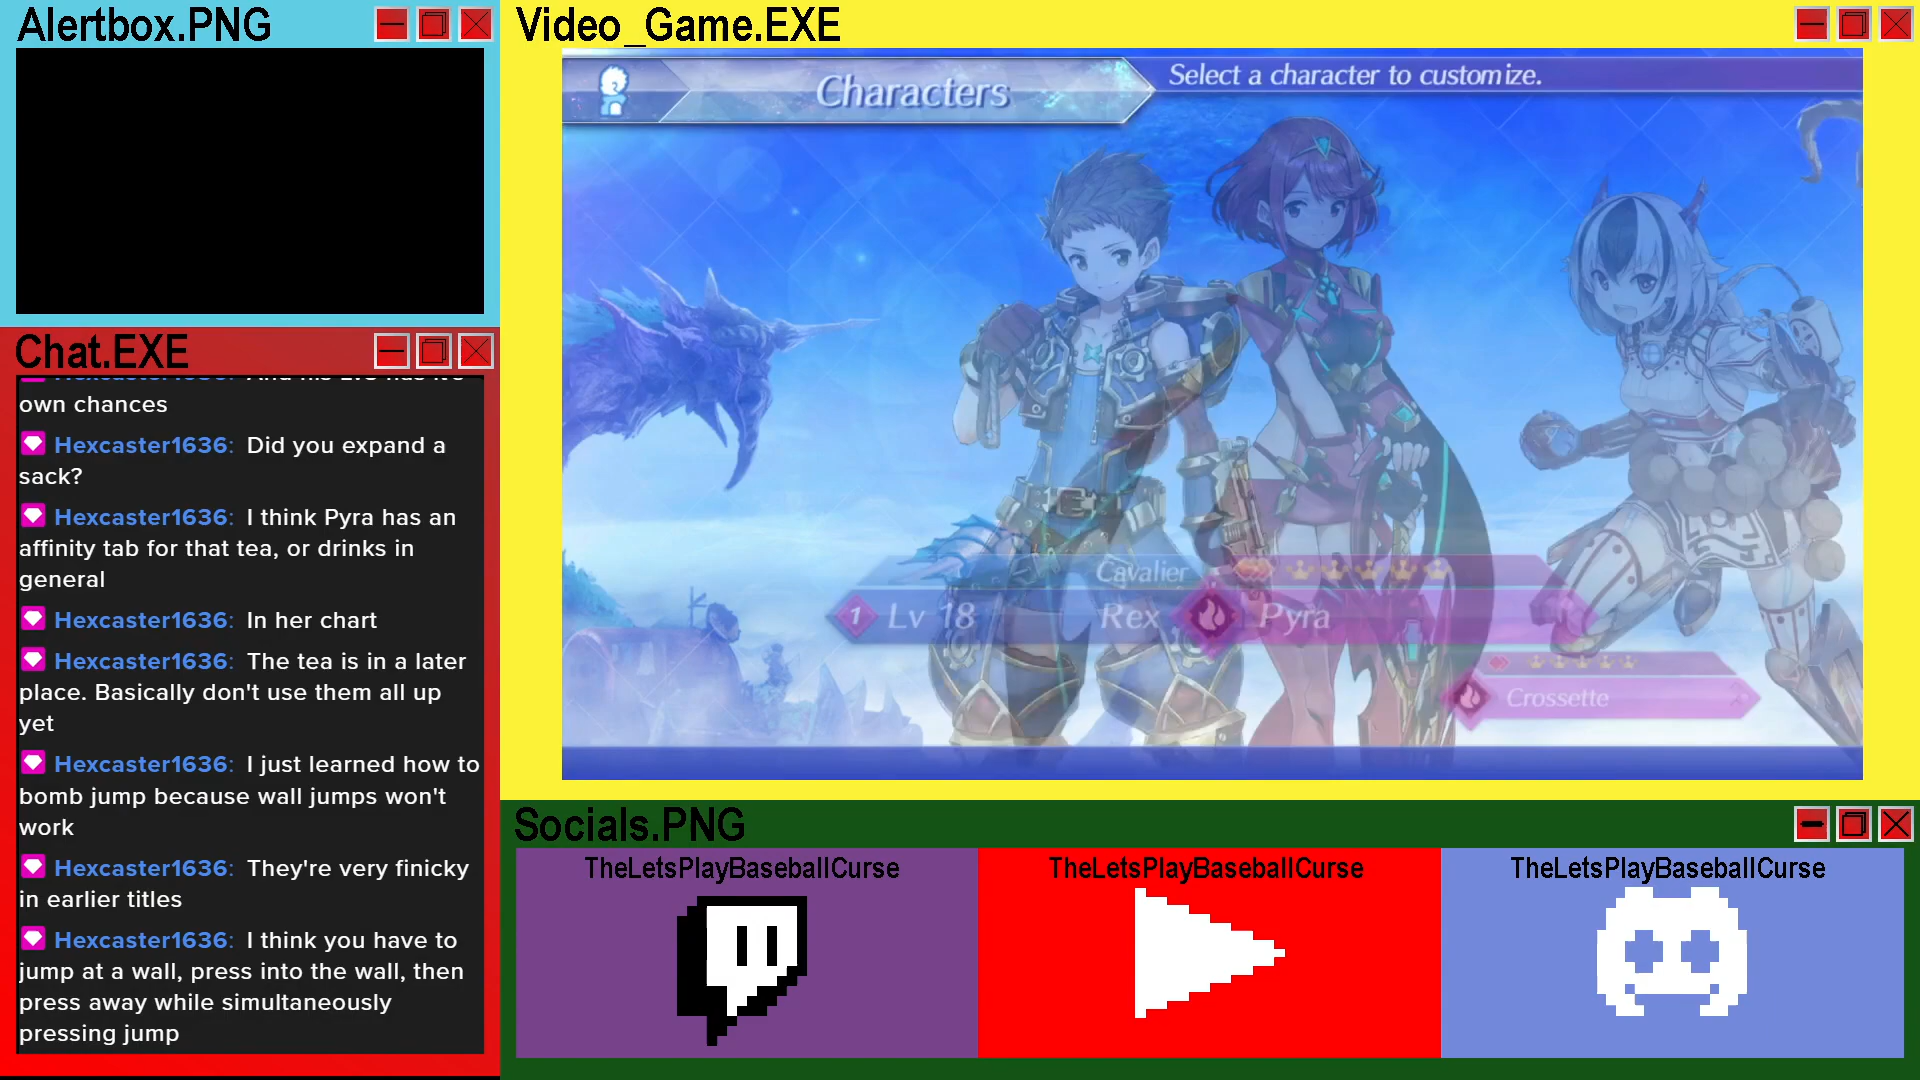 Alertbox.PNG
Video_Game.EXE
Characters
Select a character to customize.
Chat.EXE
own chances
Hexcaster1636: Did you expand a
sack?
Hexcaster1636: I think Pyra has an
affinity tab for that tea, or drinks in
general
Hexcaster1636: In her chart
Hexcaster1636: The tea is in a later
place. Basically don't use them all up
yet
Hexcaster1636: I just learned how to
bomb jump because wall jumps won't
work
Hexcaster1636: They're very finicky
in earlier titles
Hexcaster1636: I think you have to
jump at a wall, press into the wall, then
press away while simultaneously
pressing jump
Cavalier
1 Lv 18 Rex Pyra
Crossette
Socials.PNG
TheLetsPlayBaseballCurse
TheLetsPlayBaseballCurse
TheLetsPlayBaseballCurse